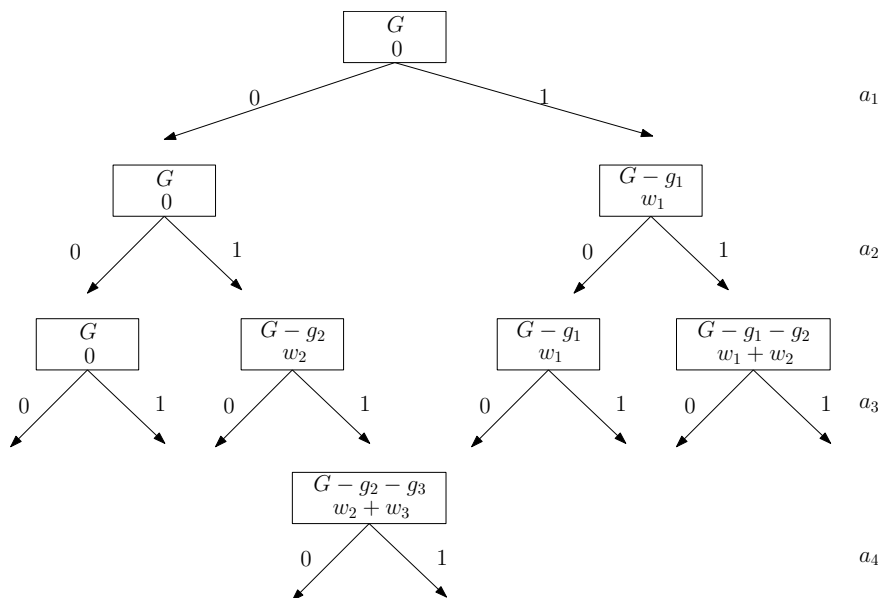 G
0
0 1 a₁
G G − g₁
0 w₁
0 1 0 1 a₂
G G − g₂ G − g₁ G − g₁ − g₂
0 w₂ w₁ w₁ + w₂
0 1 0 1 0 1 0 1 a₃
G − g₂ − g₃
w₂ + w₃
0 1 a₄